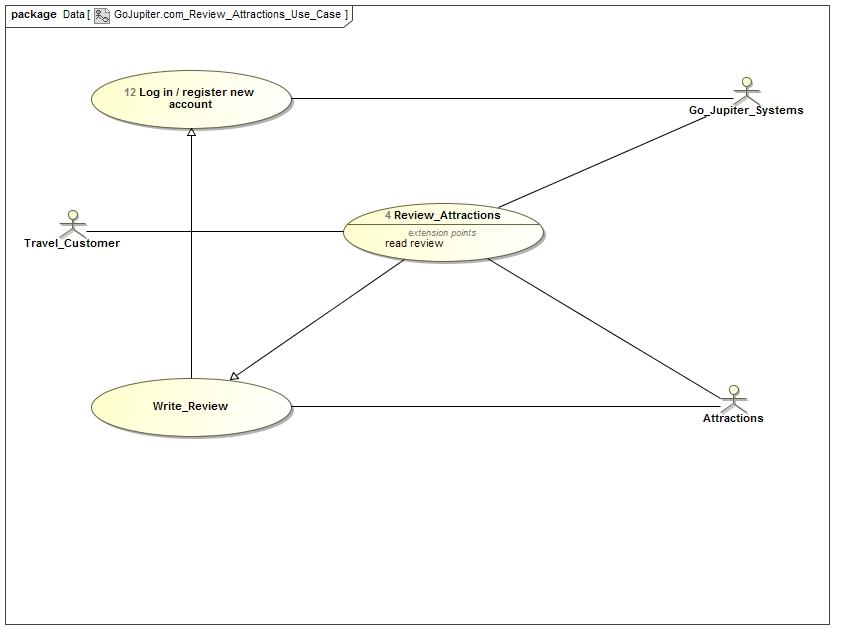 package Data [ GoJupiter.com_Review_Attractions_Use_Case ]
12 Log in / register new
account
Go_Jupiter_Systems
4 Review_Attractions
extension points
read review
Travel_Customer
Write_Review
Attractions